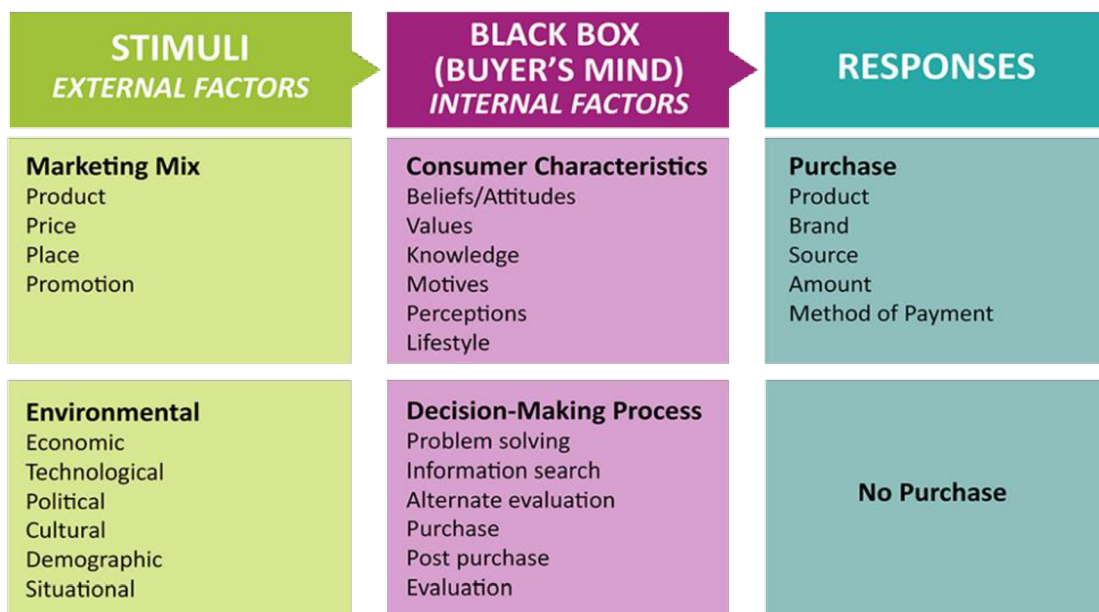 STIMULI
EXTERNAL FACTORS
BLACK BOX
(BUYER’S MIND)
INTERNAL FACTORS
RESPONSES
Marketing Mix
Product
Price
Place
Promotion
Consumer Characteristics
Beliefs/Attitudes
Values
Knowledge
Motives
Perceptions
Lifestyle
Purchase
Product
Brand
Source
Amount
Method of Payment
Environmental
Economic
Technological
Political
Cultural
Demographic
Situational
Decision-Making Process
Problem solving
Information search
Alternate evaluation
Purchase
Post purchase
Evaluation
No Purchase